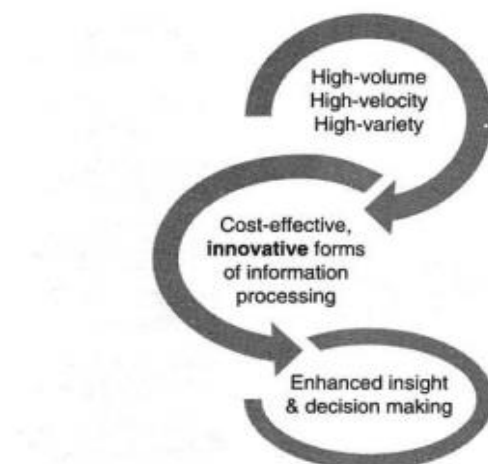 High-volume
High-velocity
High-variety
Cost-effective,
innovative forms
of information
processing
Enhanced insight
& decision making